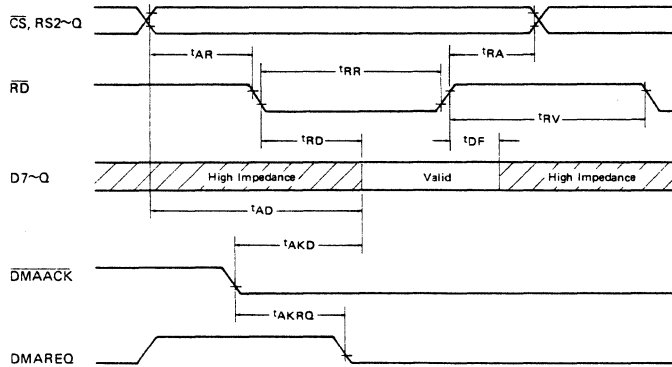 CS, RS2~Q
tAR
tRA
tRR
RD
tRV
tRD
tDF
D7~Q
High Impedance
Valid
High Impedance
tAD
tAKD
DMAACK
tAKRQ
DMAREQ